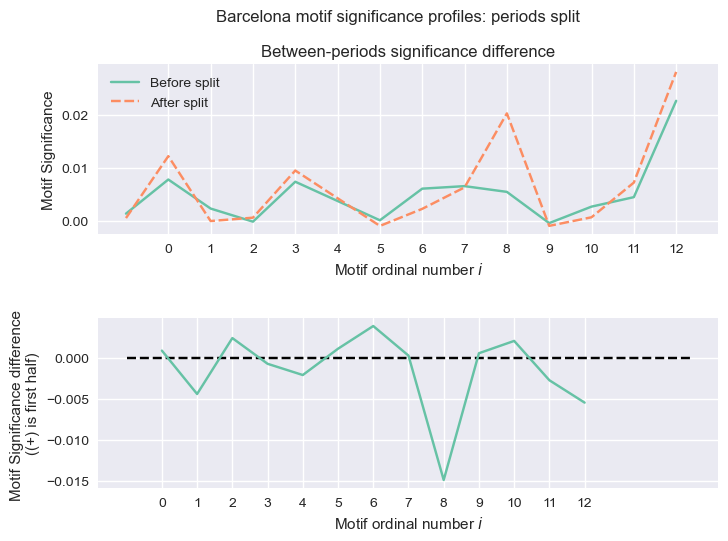 Barcelona motif significance profiles: periods split
Between-periods significance difference
Before split
After split
Motif Significance
0.02
0.01
0.00
0 1 2 3 4 5 6 7 8 9 10 11 12
Motif ordinal number i
Motif Significance difference
((+) is first half)
0.000
−0.005
−0.010
−0.015
0 1 2 3 4 5 6 7 8 9 10 11 12
Motif ordinal number i